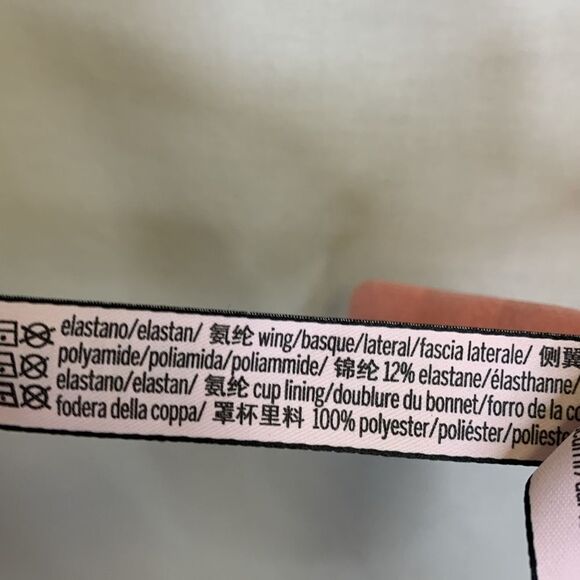 elastano/elastan/ 氨纶 wing/basque/lateral/fascia laterale/ 侧翼
polyamide/poliamida/poliammide/ 锦纶 12% elastane/élasthanne/
elastano/elastan/ 氨纶 cup lining/doublure du bonnet/forro de la
fodera della coppa/ 罩杯里料 100% polyester/poliéster/